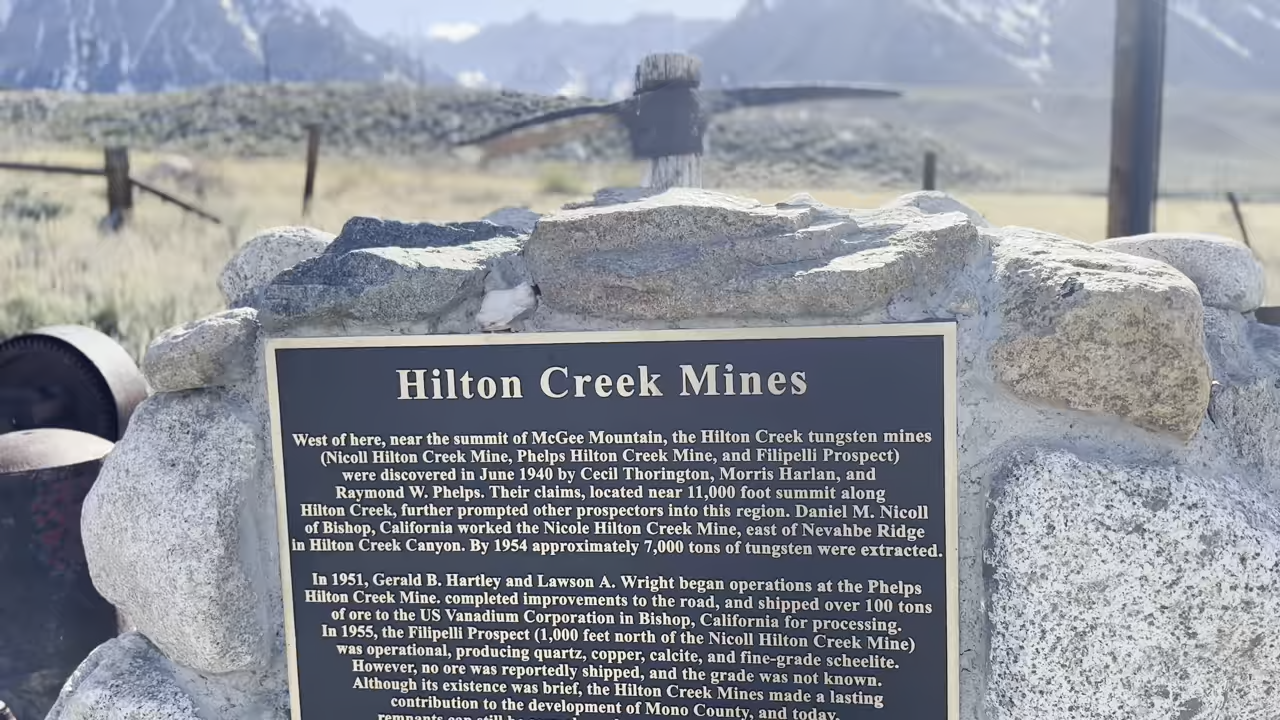 Hilton Creek Mines
West of here, near the summit of McGee Mountain, the Hilton Creek tungsten mines
(Nicoll Hilton Creek Mine, Phelps Hilton Creek Mine, and Filipelli Prospect)
were discovered in June 1940 by Cecil Thorington, Morris Harlan, and
Raymond W. Phelps. Their claims, located near 11,000 foot summit along
Hilton Creek, further prompted other prospectors into this region. Daniel M. Nicoll
of Bishop, California worked the Nicole Hilton Creek Mine, east of Nevahbe Ridge
in Hilton Creek Canyon. By 1954 approximately 7,000 tons of tungsten were extracted.
In 1951, Gerald B. Hartley and Lawson A. Wright began operations at the Phelps
Hilton Creek Mine. completed improvements to the road, and shipped over 100 tons
of ore to the US Vanadium Corporation in Bishop, California for processing.
In 1955, the Filipelli Prospect (1,000 feet north of the Nicoll Hilton Creek Mine)
was operational, producing quartz, copper, calcite, and fine-grade scheelite.
However, no ore was reportedly shipped, and the grade was not known.
Although its existence was brief, the Hilton Creek Mines made a lasting
contribution to the development of Mono County, and today,
remnants can still be